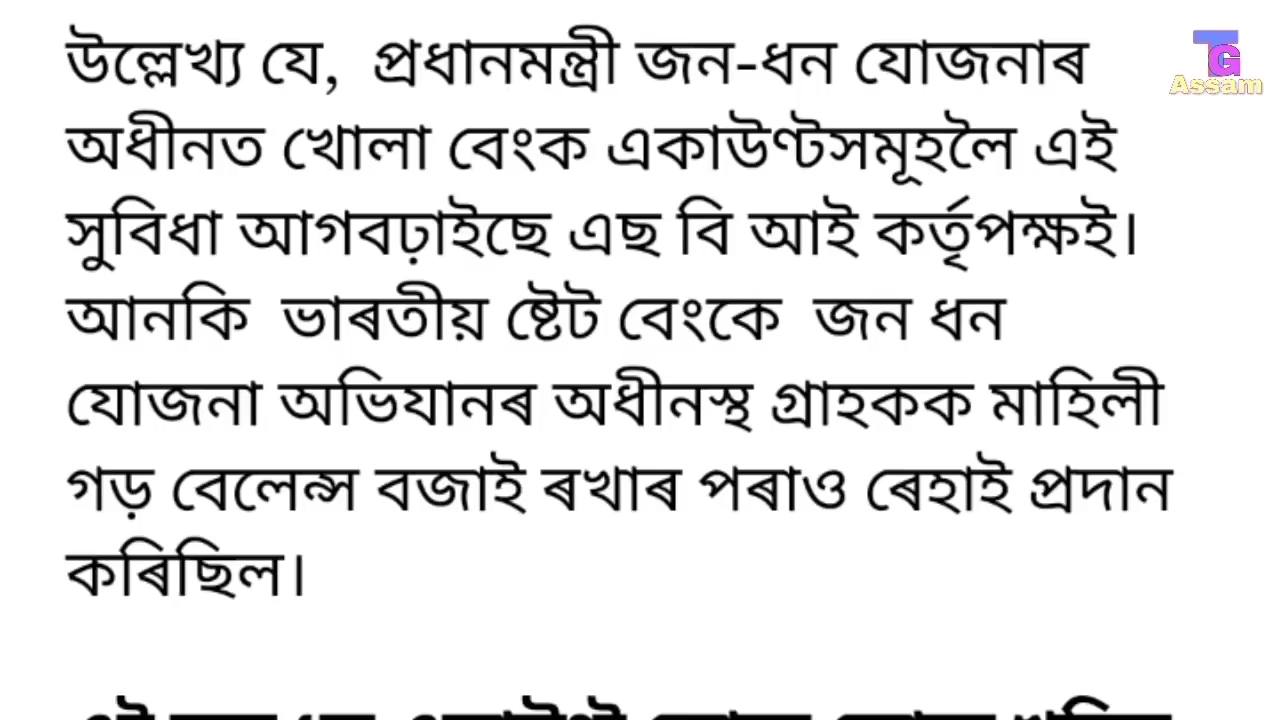 উল্লেখ্য যে, প্ৰধানমন্ত্ৰী জন-ধন যোজনাৰ
অধীনত খোলা বেংক একাউণ্টসমূহলৈ এই
সুবিধা আগবঢ়াইছে এছ বি আই কৰ্তৃপক্ষই।
আনকি ভাৰতীয় ষ্টেট বেংকে জন ধন
যোজনা অভিযানৰ অধীনস্থ গ্ৰাহকক মাহিলী
গড় বেলেন্স বজাই ৰখাৰ পৰাও ৰেহাই প্ৰদান
কৰিছিল।
TG
Assam